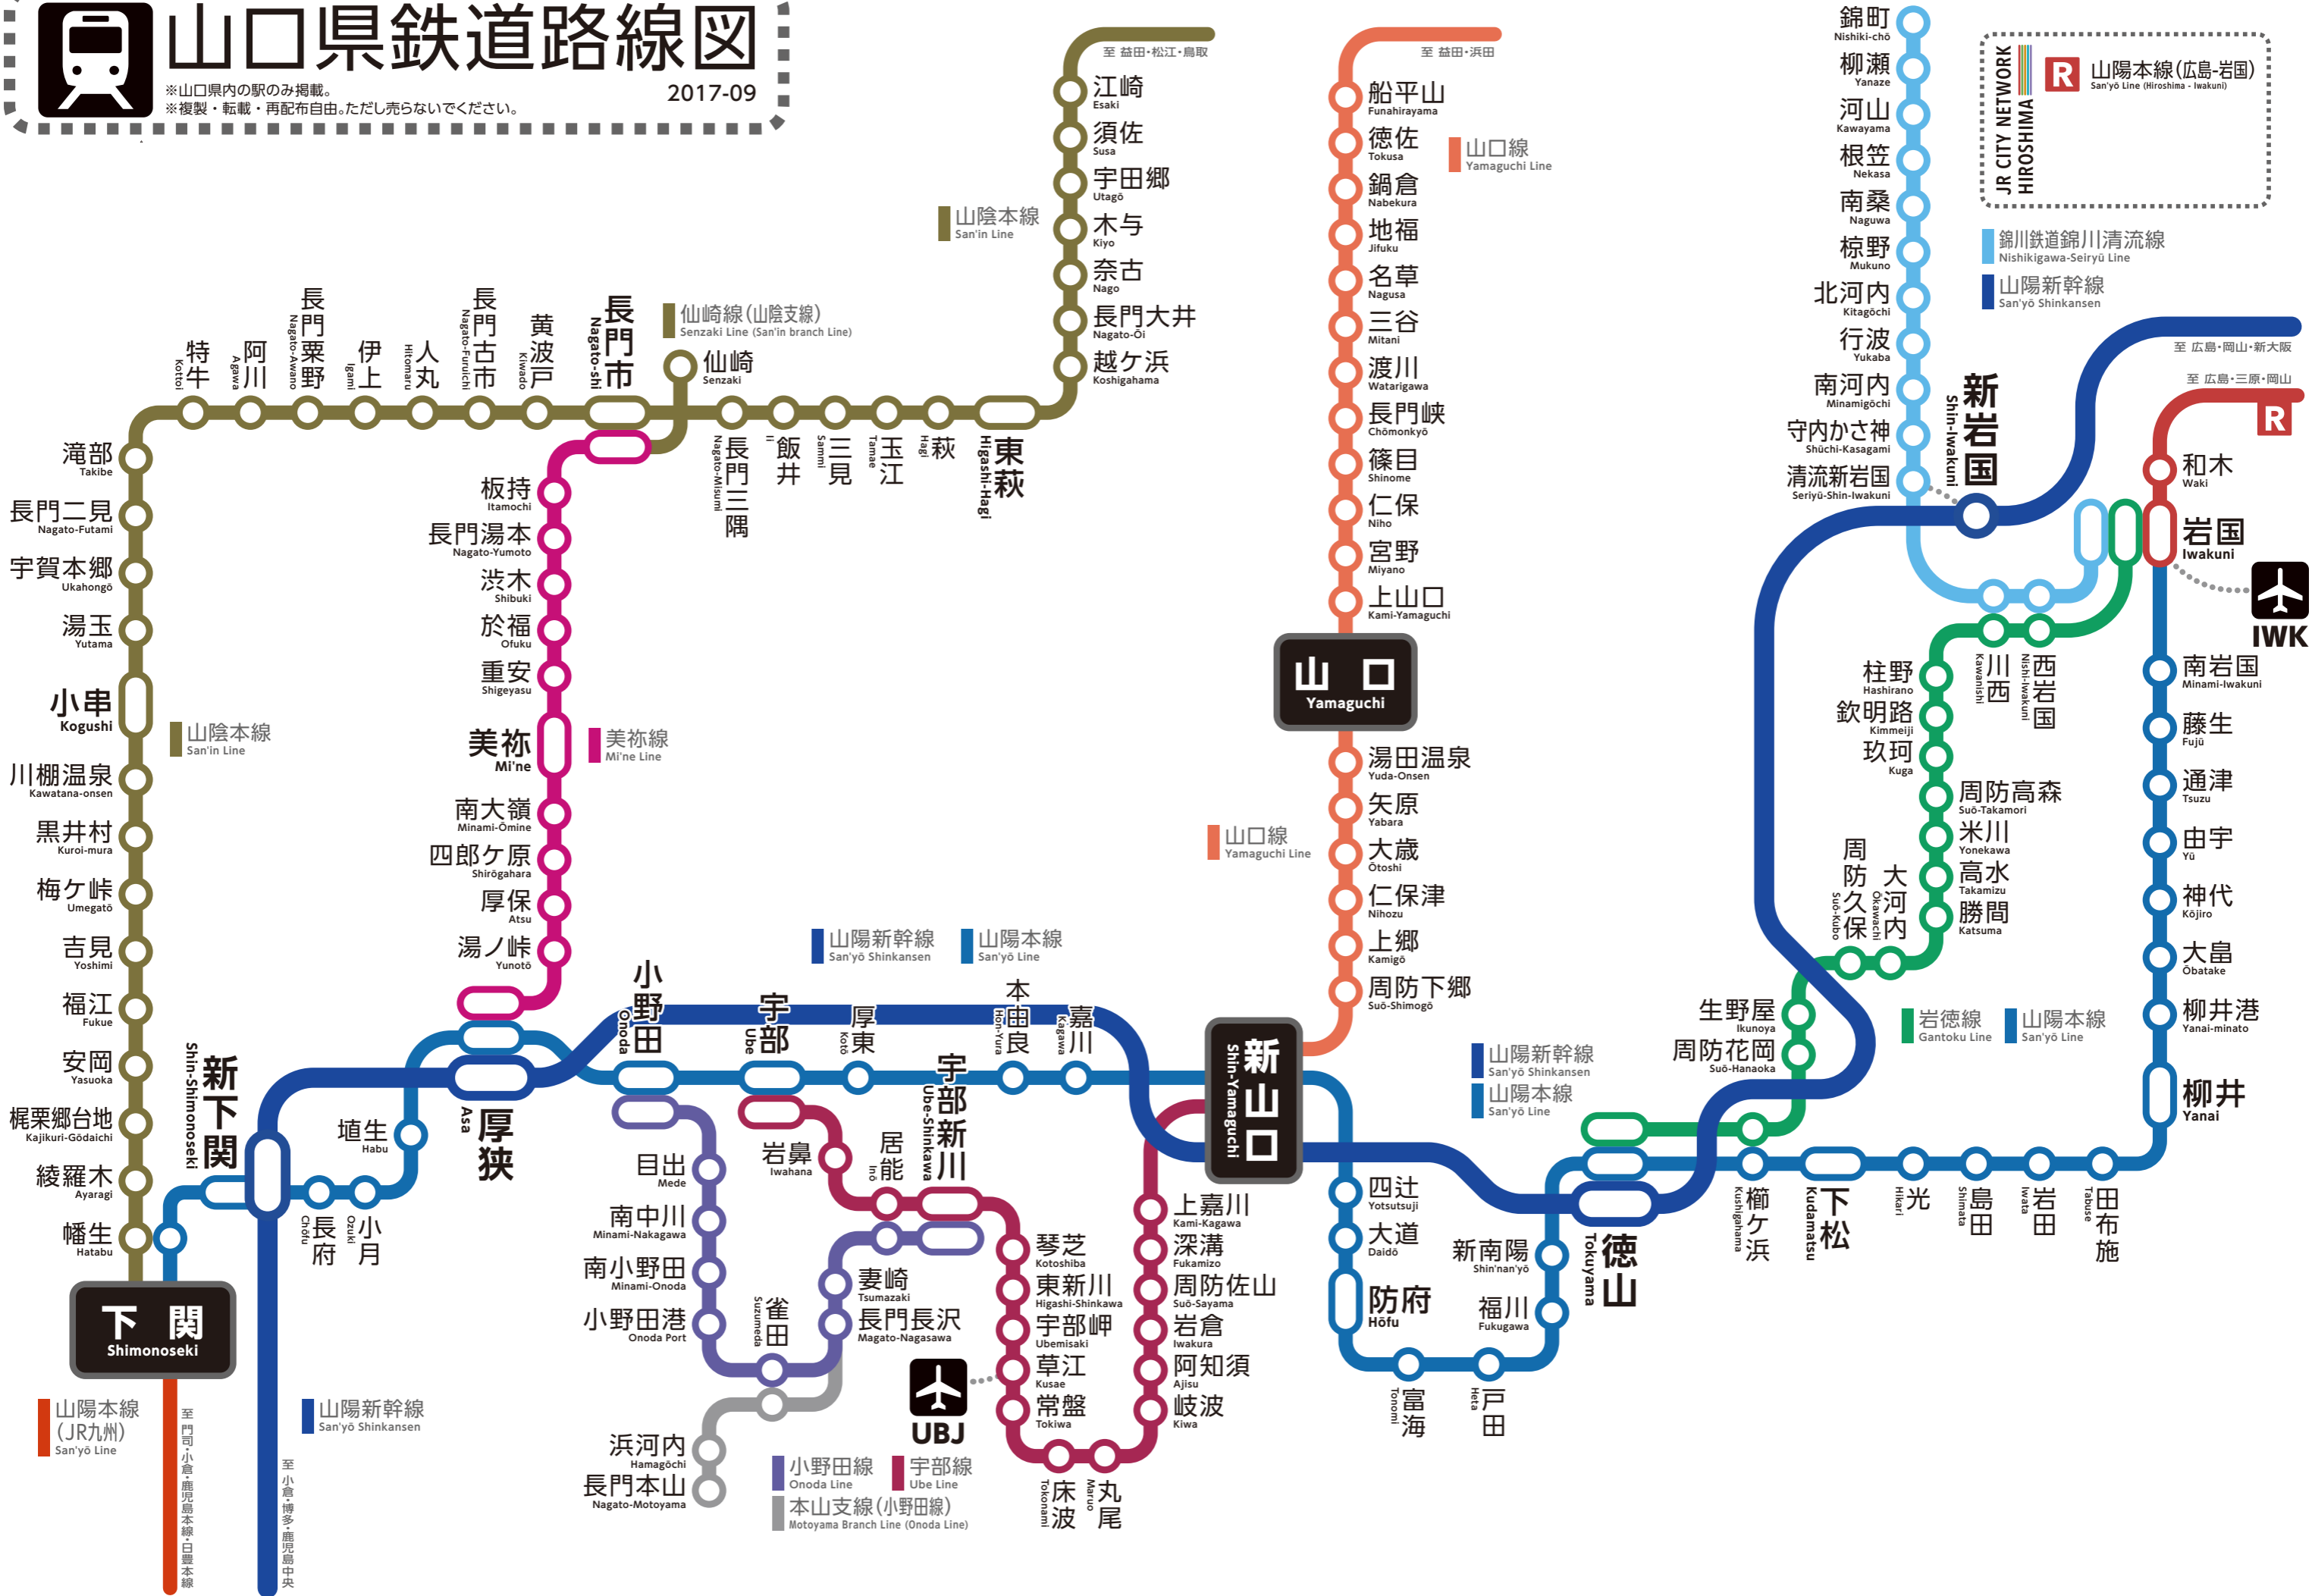 山口県鉄道路線図
※山口県内の駅のみ掲載。
※複製・転載・再配布自由。ただし売らないでください。
2017-09
至 益田・松江・鳥取
江崎
Esaki
須佐
Susa
宇田郷
Utagō
木与
Kiyo
奈古
Nago
長門大井
Nagato-Ōi
越ケ浜
Koshigahama
山陰本線
San'in Line
仙崎線(山陰支線)
Senzaki Line (San'in branch Line)
仙崎
Senzaki
特牛
Kottoi
阿川
Agawa
長門粟野
Nagato-Awano
伊上
Igami
人丸
Hitomaru
長門古市
Nagato-Furuichi
黄波戸
Kiwado
長門市
Nagato-shi
長門三隅
Nagato-Misumi
飯井
Ii
三見
Sammi
玉江
Tamae
萩
Hagi
東萩
Higashi-Hagi
滝部
Takibe
長門二見
Nagato-Futami
宇賀本郷
Ukahongō
湯玉
Yutama
小串
Kogushi
山陰本線
San'in Line
川棚温泉
Kawatana-onsen
黒井村
Kuroi-mura
梅ケ峠
Umegatō
吉見
Yoshimi
福江
Fukue
安岡
Yasuoka
梶栗郷台地
Kajikuri-Gōdaichi
綾羅木
Ayaragi
幡生
Hatabu
下関
Shimonoseki
山陽本線
(JR九州)
San'yō Line
至 門司・小倉・鹿児島本線・日豊本線
山陽新幹線
San'yō Shinkansen
至 小倉・博多・鹿児島中央
板持
Itamochi
長門湯本
Nagato-Yumoto
渋木
Shibuki
於福
Ofuku
重安
Shigeyasu
美祢
Mi'ne
美祢線
Mi'ne Line
南大嶺
Minami-Ōmine
四郎ケ原
Shirōgahara
厚保
Atsu
湯ノ峠
Yunotō
新下関
Shin-Shimonoseki
長府
Chōfu
小月
Ozuki
埴生
Habu
厚狭
Asa
小野田
Onoda
宇部
Ube
厚東
Kotō
本由良
Hon-Yura
嘉川
Kagawa
山陽新幹線
San'yō Shinkansen
山陽本線
San'yō Line
目出
Mede
南中川
Minami-Nakagawa
南小野田
Minami-Onoda
小野田港
Onoda Port
雀田
Suzumeda
浜河内
Hamagōchi
長門本山
Nagato-Motoyama
妻崎
Tsumazaki
長門長沢
Magato-Nagasawa
岩鼻
Iwahana
居能
Inō
宇部新川
Ube-Shinkawa
琴芝
Kotoshiba
東新川
Higashi-Shinkawa
宇部岬
Ubemisaki
草江
Kusae
常盤
Tokiwa
UBJ
床波
Tokonami
丸尾
Maruo
小野田線
Onoda Line
宇部線
Ube Line
本山支線(小野田線)
Motoyama Branch Line (Onoda Line)
上嘉川
Kami-Kagawa
深溝
Fukamizo
周防佐山
Suō-Sayama
岩倉
Iwakura
阿知須
Ajisu
岐波
Kiwa
新山口
Shin-Yamaguchi
至 益田・浜田
船平山
Funahirayama
徳佐
Tokusa
山口線
Yamaguchi Line
鍋倉
Nabekura
地福
Jifuku
名草
Nagusa
三谷
Mitani
渡川
Watarigawa
長門峡
Chōmonkyō
篠目
Shinome
仁保
Niho
宮野
Miyano
上山口
Kami-Yamaguchi
山口
Yamaguchi
湯田温泉
Yuda-Onsen
矢原
Yabara
山口線
Yamaguchi Line
大歳
Ōtoshi
仁保津
Nihozu
上郷
Kamigō
周防下郷
Suō-Shimogō
山陽新幹線
San'yō Shinkansen
山陽本線
San'yō Line
四辻
Yotsutsuji
大道
Daidō
防府
Hōfu
富海
Tonomi
戸田
Heta
福川
Fukugawa
新南陽
Shin'nan'yō
徳山
Tokuyama
櫛ケ浜
Kushigahama
下松
Kudamatsu
光
Hikari
島田
Shimata
岩田
Iwata
田布施
Tabuse
柳井
Yanai
柳井港
Yanai-minato
大畠
Ōbatake
神代
Kōjiro
由宇
Yū
通津
Tsuzu
藤生
Fujū
南岩国
Minami-Iwakuni
岩国
Iwakuni
IWK
和木
Waki
R
至 広島・三原・岡山
至 広島・岡山・新大阪
新岩国
Shin-Iwakuni
周防花岡
Suō-Hanaoka
生野屋
Ikunoya
周防久保
Suō-Kubo
大河内
Ōkawachi
勝間
Katsuma
高水
Takamizu
米川
Yonekawa
周防高森
Suō-Takamori
玖珂
Kuga
欽明路
Kimmeiji
柱野
Hashirano
川西
Kawanishi
西岩国
Nishi-Iwakuni
岩徳線
Gantoku Line
山陽本線
San'yō Line
錦町
Nishiki-chō
柳瀬
Yanaze
河山
Kawayama
根笠
Nekasa
南桑
Naguwa
椋野
Mukuno
北河内
Kitagōchi
行波
Yukaba
南河内
Minamigōchi
守内かさ神
Shūchi-Kasagami
清流新岩国
Seriyū-Shin-Iwakuni
錦川鉄道錦川清流線
Nishikigawa-Seiryū Line
山陽新幹線
San'yō Shinkansen
JR CITY NETWORK
HIROSHIMA
R
山陽本線(広島-岩国)
San'yō Line (Hiroshima - Iwakuni)